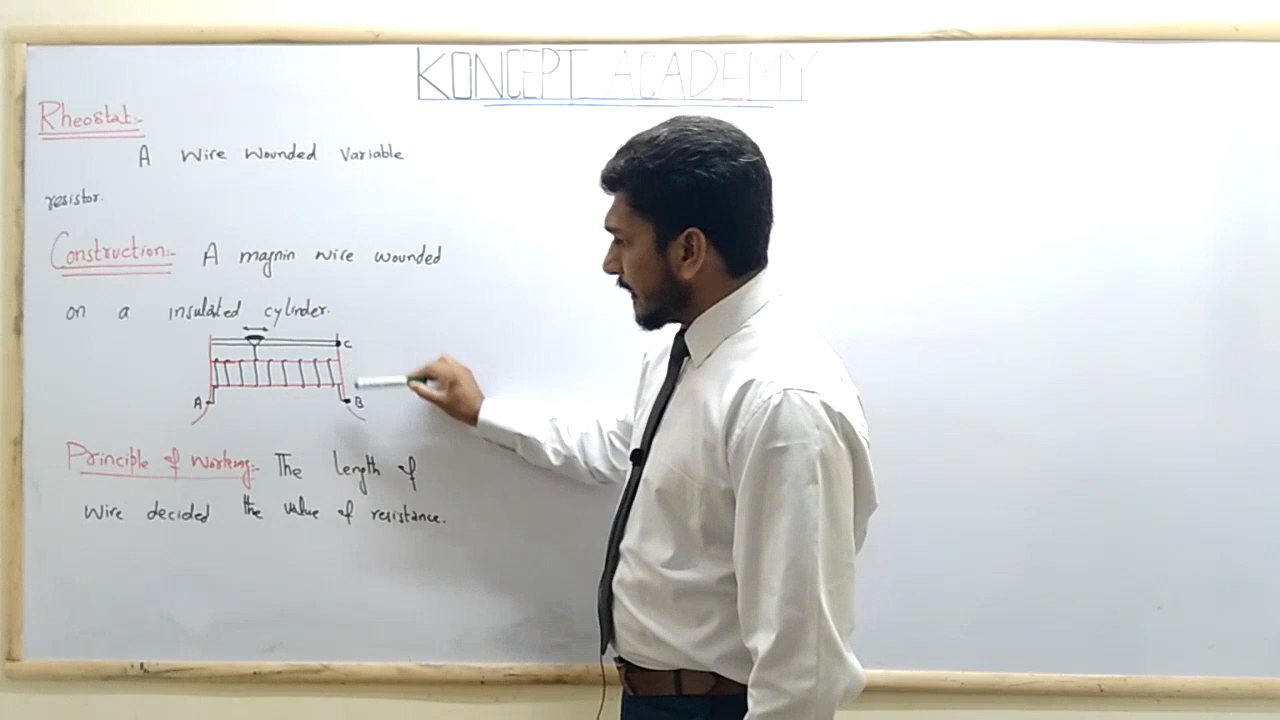 KONCEPT ACADEMY
Rheostat:-
A Wire Wounded Variable
resistor.
Construction:- A magnin wire wounded
on a insulated cylinder.
C
A B
Principle of Working:- The length of
wire decided the value of resistance.